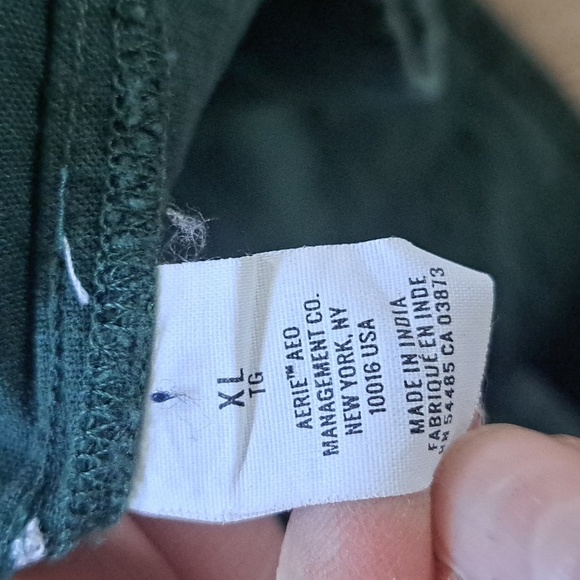 XL
TG
AERIE™ AEO
MANAGEMENT CO.
NEW YORK, NY
10016 USA
MADE IN INDIA
FABRIQUÉ EN INDE
RN 54485 CA 03873